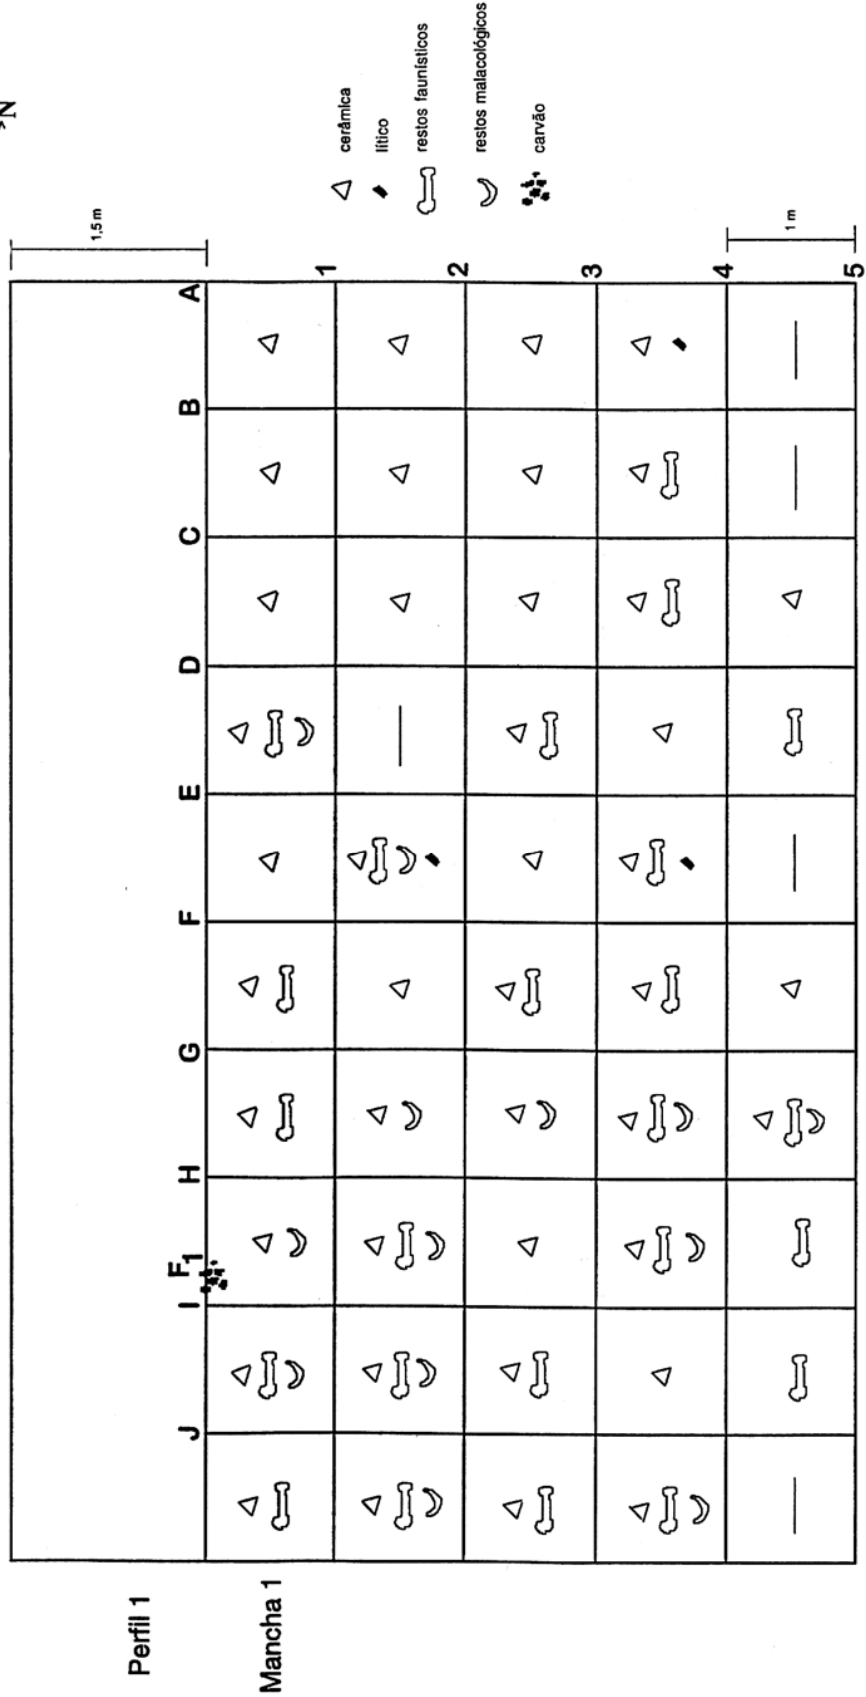 N
1,5 m
cerâmica
lítico
restos faunísticos
restos malacológicos
carvão
A
B
C
D
E
F
G
H
F1
I
J
1
2
3
4
5
1 m
Perfil 1
Mancha 1